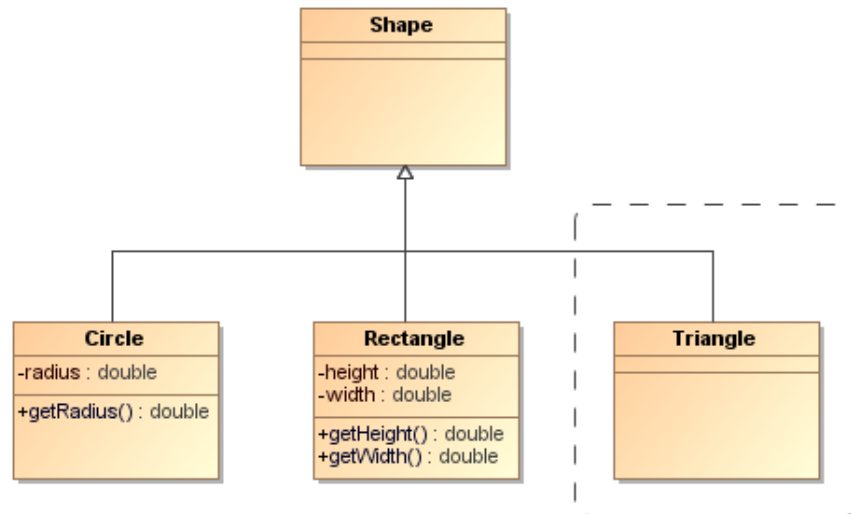 Shape
Circle
-radius : double
+getRadius() : double
Rectangle
-height : double
-width : double
+getHeight() : double
+getWidth() : double
Triangle